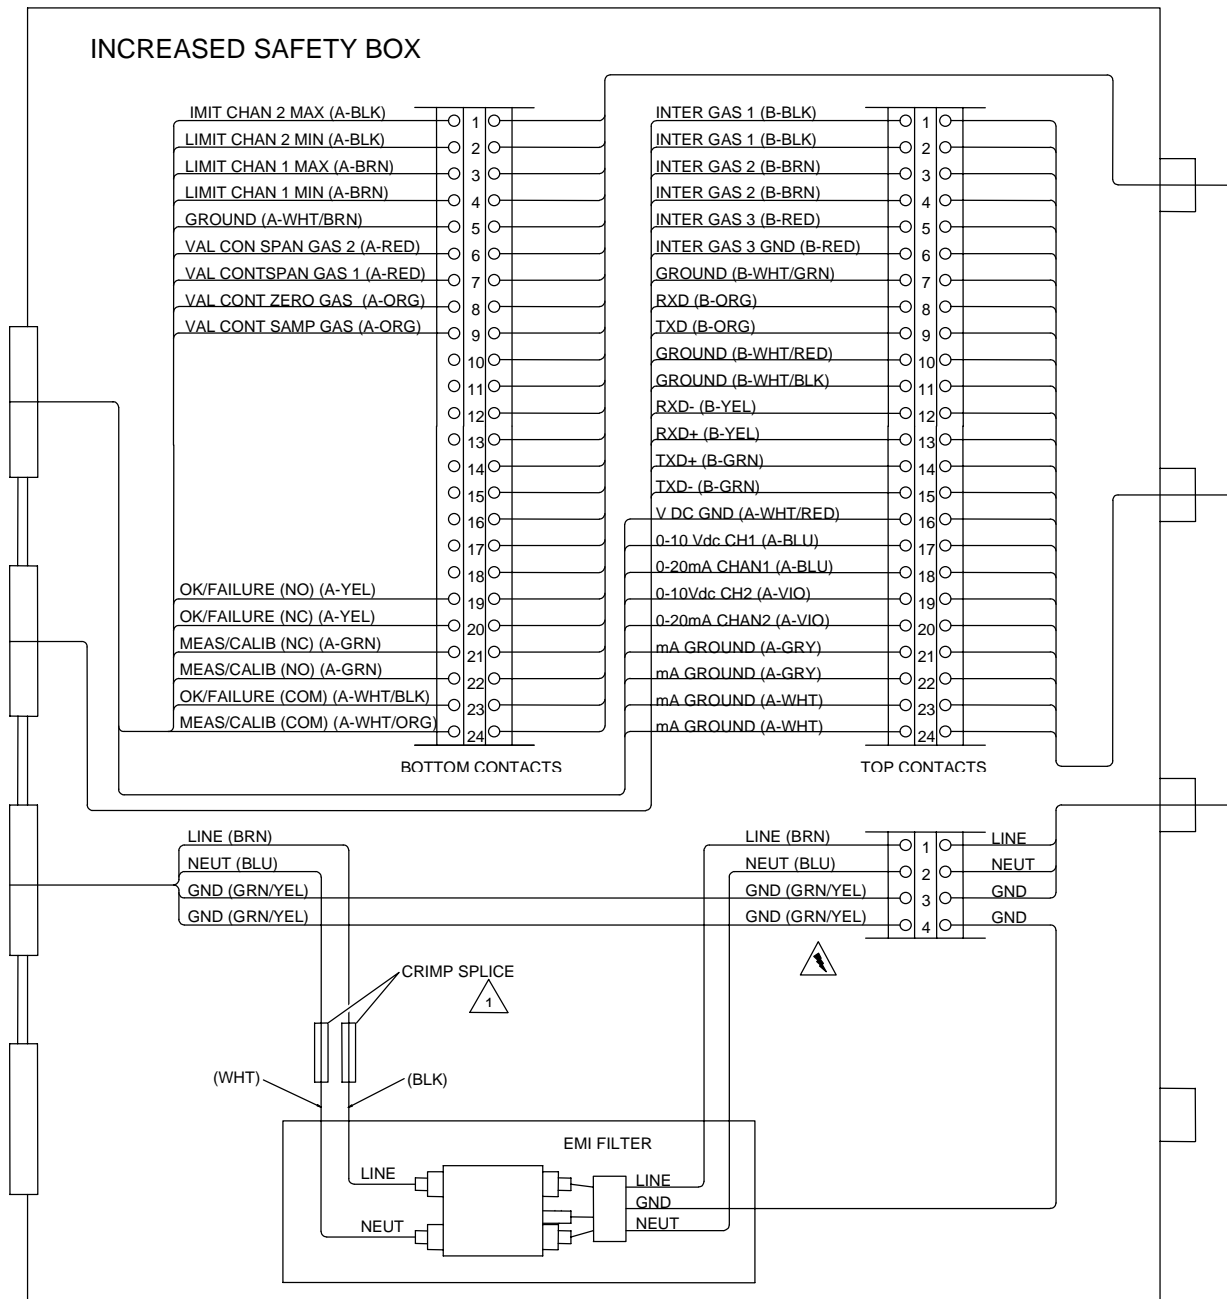 INCREASED SAFETY BOX
IMIT CHAN 2 MAX (A-BLK) 1
LIMIT CHAN 2 MIN (A-BLK) 2
LIMIT CHAN 1 MAX (A-BRN) 3
LIMIT CHAN 1 MIN (A-BRN) 4
GROUND (A-WHT/BRN) 5
VAL CON SPAN GAS 2 (A-RED) 6
VAL CONTSPAN GAS 1 (A-RED) 7
VAL CONT ZERO GAS (A-ORG) 8
VAL CONT SAMP GAS (A-ORG) 9
10
11
12
13
14
15
16
17
18
OK/FAILURE (NO) (A-YEL) 19
OK/FAILURE (NC) (A-YEL) 20
MEAS/CALIB (NC) (A-GRN) 21
MEAS/CALIB (NO) (A-GRN) 22
OK/FAILURE (COM) (A-WHT/BLK) 23
MEAS/CALIB (COM) (A-WHT/ORG) 24
BOTTOM CONTACTS
INTER GAS 1 (B-BLK) 1
INTER GAS 1 (B-BLK) 2
INTER GAS 2 (B-BRN) 3
INTER GAS 2 (B-BRN) 4
INTER GAS 3 (B-RED) 5
INTER GAS 3 GND (B-RED) 6
GROUND (B-WHT/GRN) 7
RXD (B-ORG) 8
TXD (B-ORG) 9
GROUND (B-WHT/RED) 10
GROUND (B-WHT/BLK) 11
RXD- (B-YEL) 12
RXD+ (B-YEL) 13
TXD+ (B-GRN) 14
TXD- (B-GRN) 15
V DC GND (A-WHT/RED) 16
0-10 Vdc CH1 (A-BLU) 17
0-20mA CHAN1 (A-BLU) 18
0-10Vdc CH2 (A-VIO) 19
0-20mA CHAN2 (A-VIO) 20
mA GROUND (A-GRY) 21
mA GROUND (A-GRY) 22
mA GROUND (A-WHT) 23
mA GROUND (A-WHT) 24
TOP CONTACTS
LINE (BRN) LINE (BRN) 1 LINE
NEUT (BLU) NEUT (BLU) 2 NEUT
GND (GRN/YEL) GND (GRN/YEL) 3 GND
GND (GRN/YEL) GND (GRN/YEL) 4 GND
CRIMP SPLICE
1
(WHT) (BLK)
EMI FILTER
LINE LINE
GND
NEUT NEUT